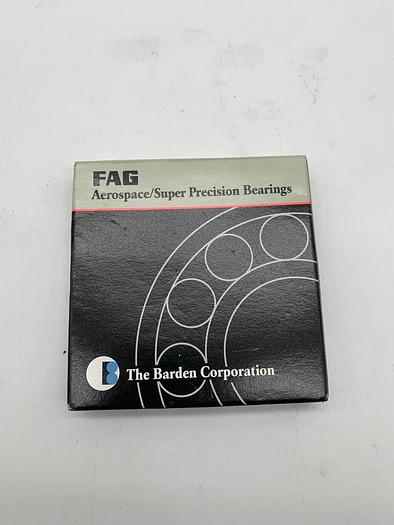 FAG
Aerospace/Super Precision Bearings
The Barden Corporation